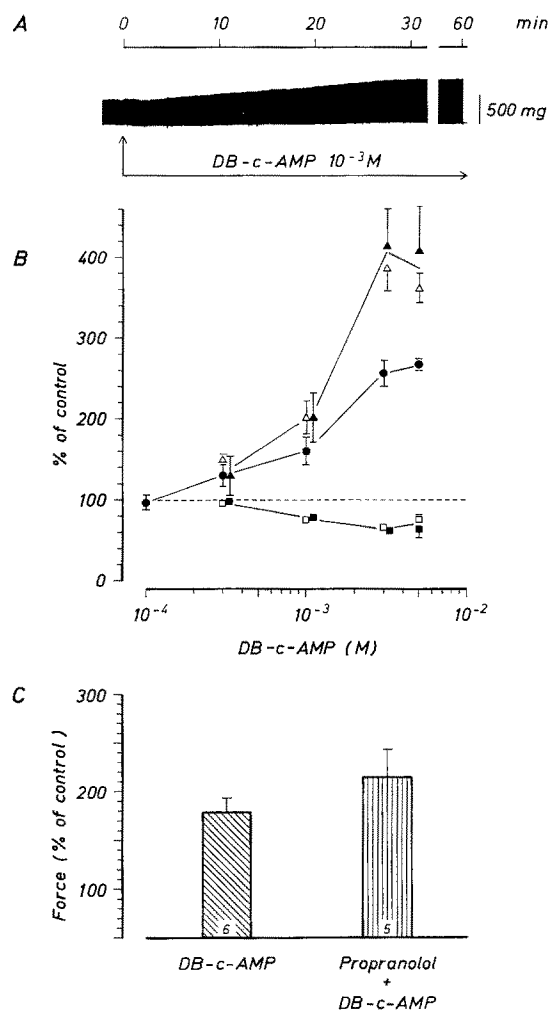 A
0 10 20 30 60 min
500 mg
DB-c-AMP 10⁻³M
B
400
300
200
100
0
% of control
10⁻⁴ 10⁻³ 10⁻²
DB-c-AMP (M)
C
300
200
100
Force (% of control)
6 5
DB-c-AMP Propranolol
+
DB-c-AMP